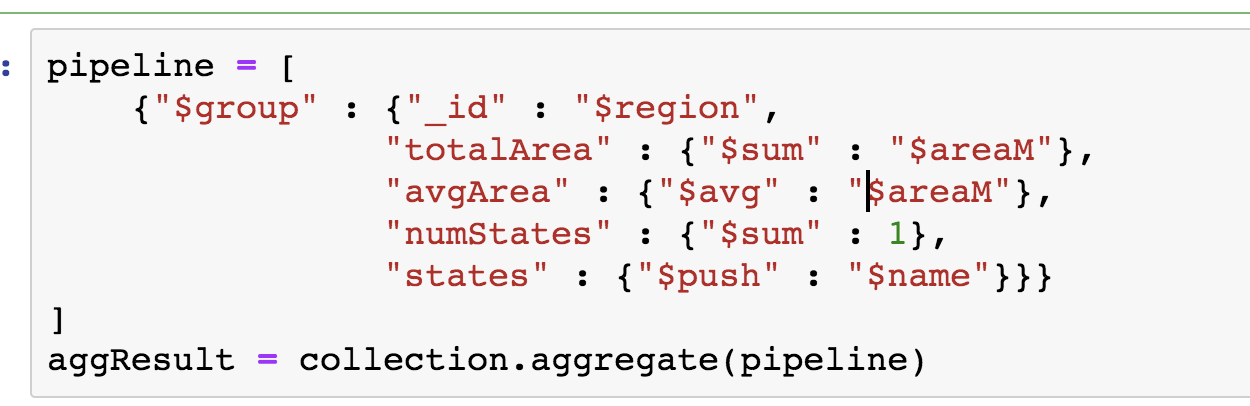 :
pipeline = [
    {"$group" : {"_id" : "$region",
                "totalArea" : {"$sum" : "$areaM"},
                "avgArea" : {"$avg" : "$areaM"},
                "numStates" : {"$sum" : 1},
                "states" : {"$push" : "$name"}}}
]
aggResult = collection.aggregate(pipeline)